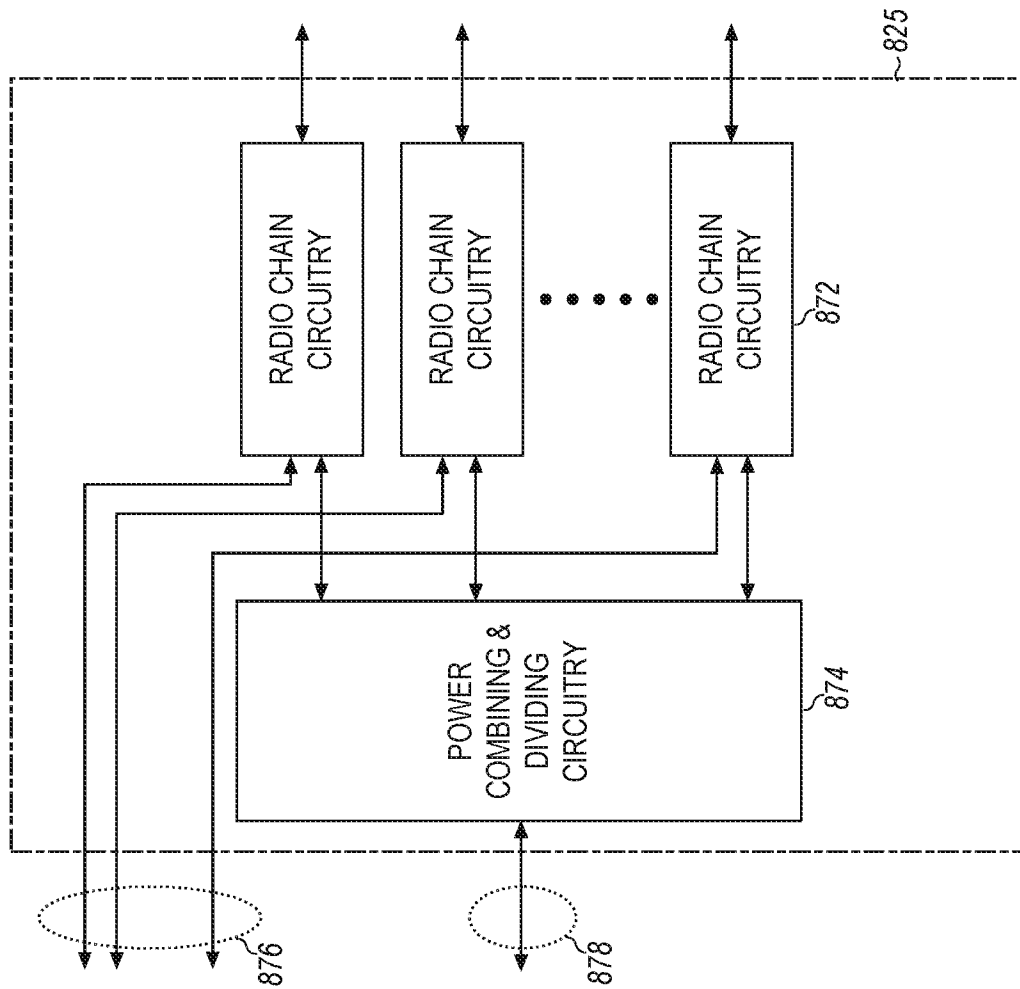 825
RADIO CHAIN
CIRCUITRY
RADIO CHAIN
CIRCUITRY
RADIO CHAIN
CIRCUITRY
872
POWER
COMBINING &
DIVIDING
CIRCUITRY
874
876
878